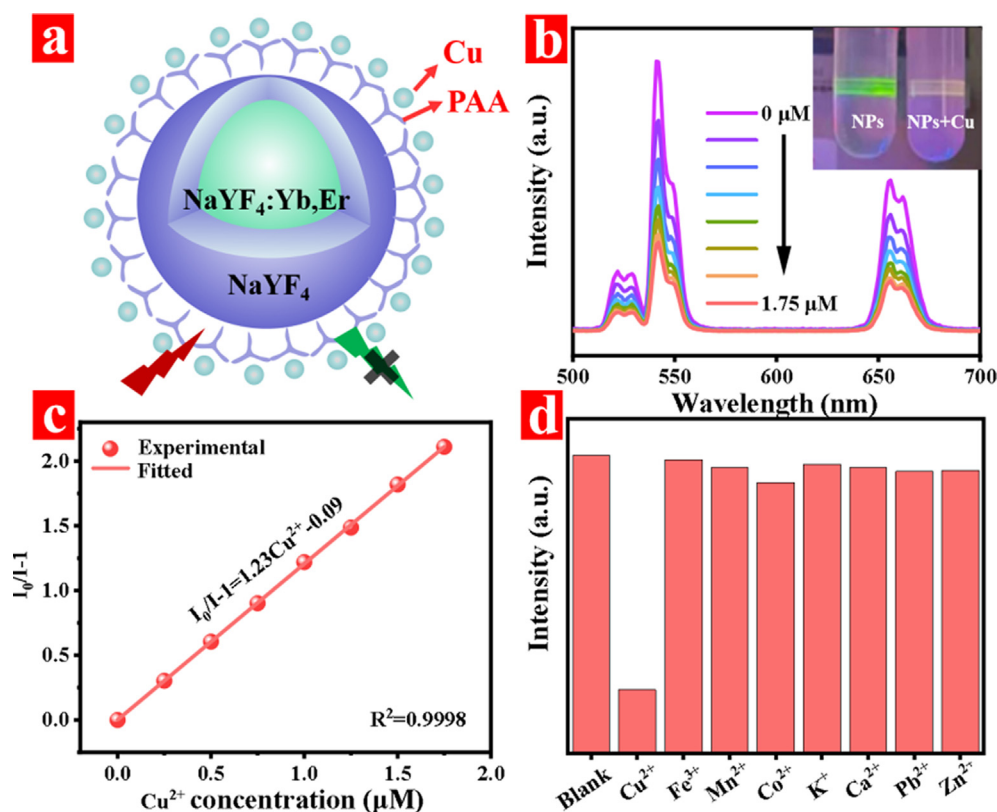 a
Cu
PAA
NaYF₄:Yb,Er
NaYF₄
b
Intensity (a.u.)
0 μM
1.75 μM
NPs
NPs+Cu
500
550
600
650
700
Wavelength (nm)
c
I₀/I-1
2.0
1.5
1.0
0.5
0.0
Experimental
Fitted
I₀/I-1=1.23Cu²⁺-0.09
R²=0.9998
0.0
0.5
1.0
1.5
2.0
Cu²⁺ concentration (μM)
d
Intensity (a.u.)
Blank
Cu²⁺
Fe³⁺
Mn²⁺
Co²⁺
K⁺
Ca²⁺
Pb²⁺
Zn²⁺